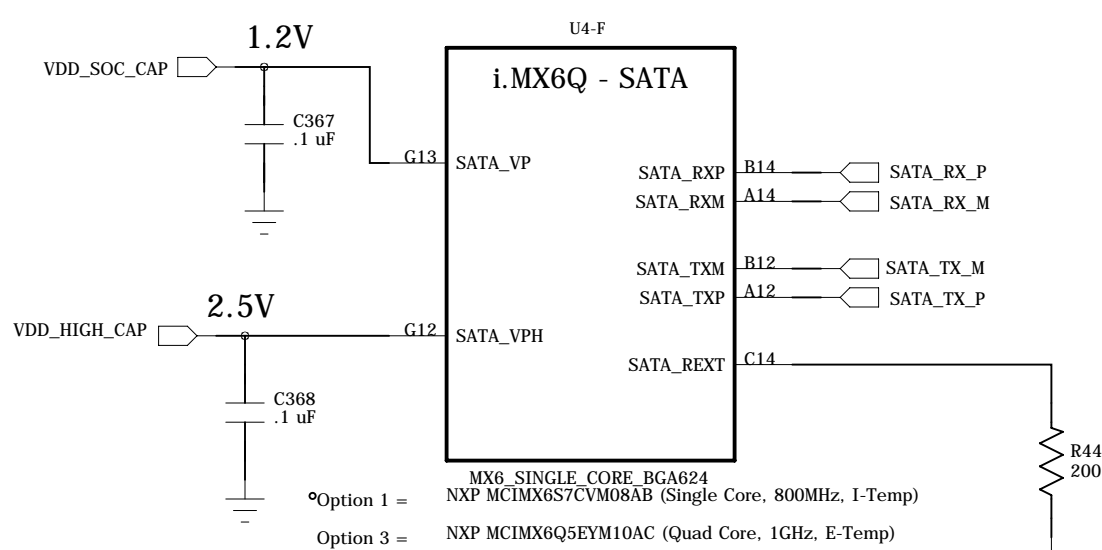 U4-F
1.2V
VDD_SOC_CAP
i.MX6Q - SATA
C367
.1 uF
G13
SATA_VP
SATA_RXP
B14
SATA_RX_P
SATA_RXM
A14
SATA_RX_M
SATA_TXM
B12
SATA_TX_M
SATA_TXP
A12
SATA_TX_P
2.5V
VDD_HIGH_CAP
G12
SATA_VPH
SATA_REXT
C14
C368
.1 uF
R44
200
MX6_SINGLE_CORE_BGA624
°Option 1 = NXP MCIMX6S7CVM08AB (Single Core, 800MHz, I-Temp)
Option 3 = NXP MCIMX6Q5EYM10AC (Quad Core, 1GHz, E-Temp)